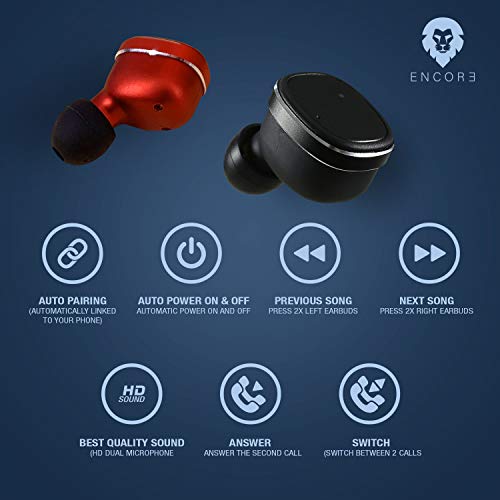 ENCORƎ
AUTO PAIRING
(AUTOMATICALLY LINKED
TO YOUR PHONE)
AUTO POWER ON & OFF
AUTOMATIC POWER ON AND OFF
PREVIOUS SONG
PRESS 2X LEFT EARBUDS
NEXT SONG
PRESS 2X RIGHT EARBUDS
HD
SOUND
BEST QUALITY SOUND
(HD DUAL MICROPHONE
ANSWER
ANSWER THE SECOND CALL
SWITCH
(SWITCH BETWEEN 2 CALLS